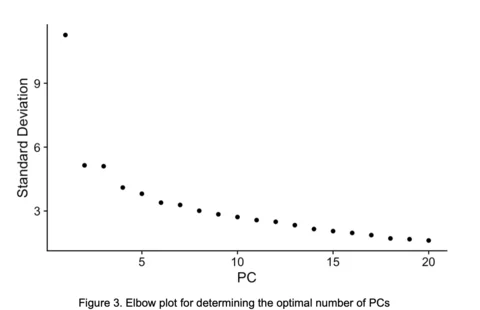 Standard Deviation
9
6
3
5 10 15 20
PC
Figure 3. Elbow plot for determining the optimal number of PCs